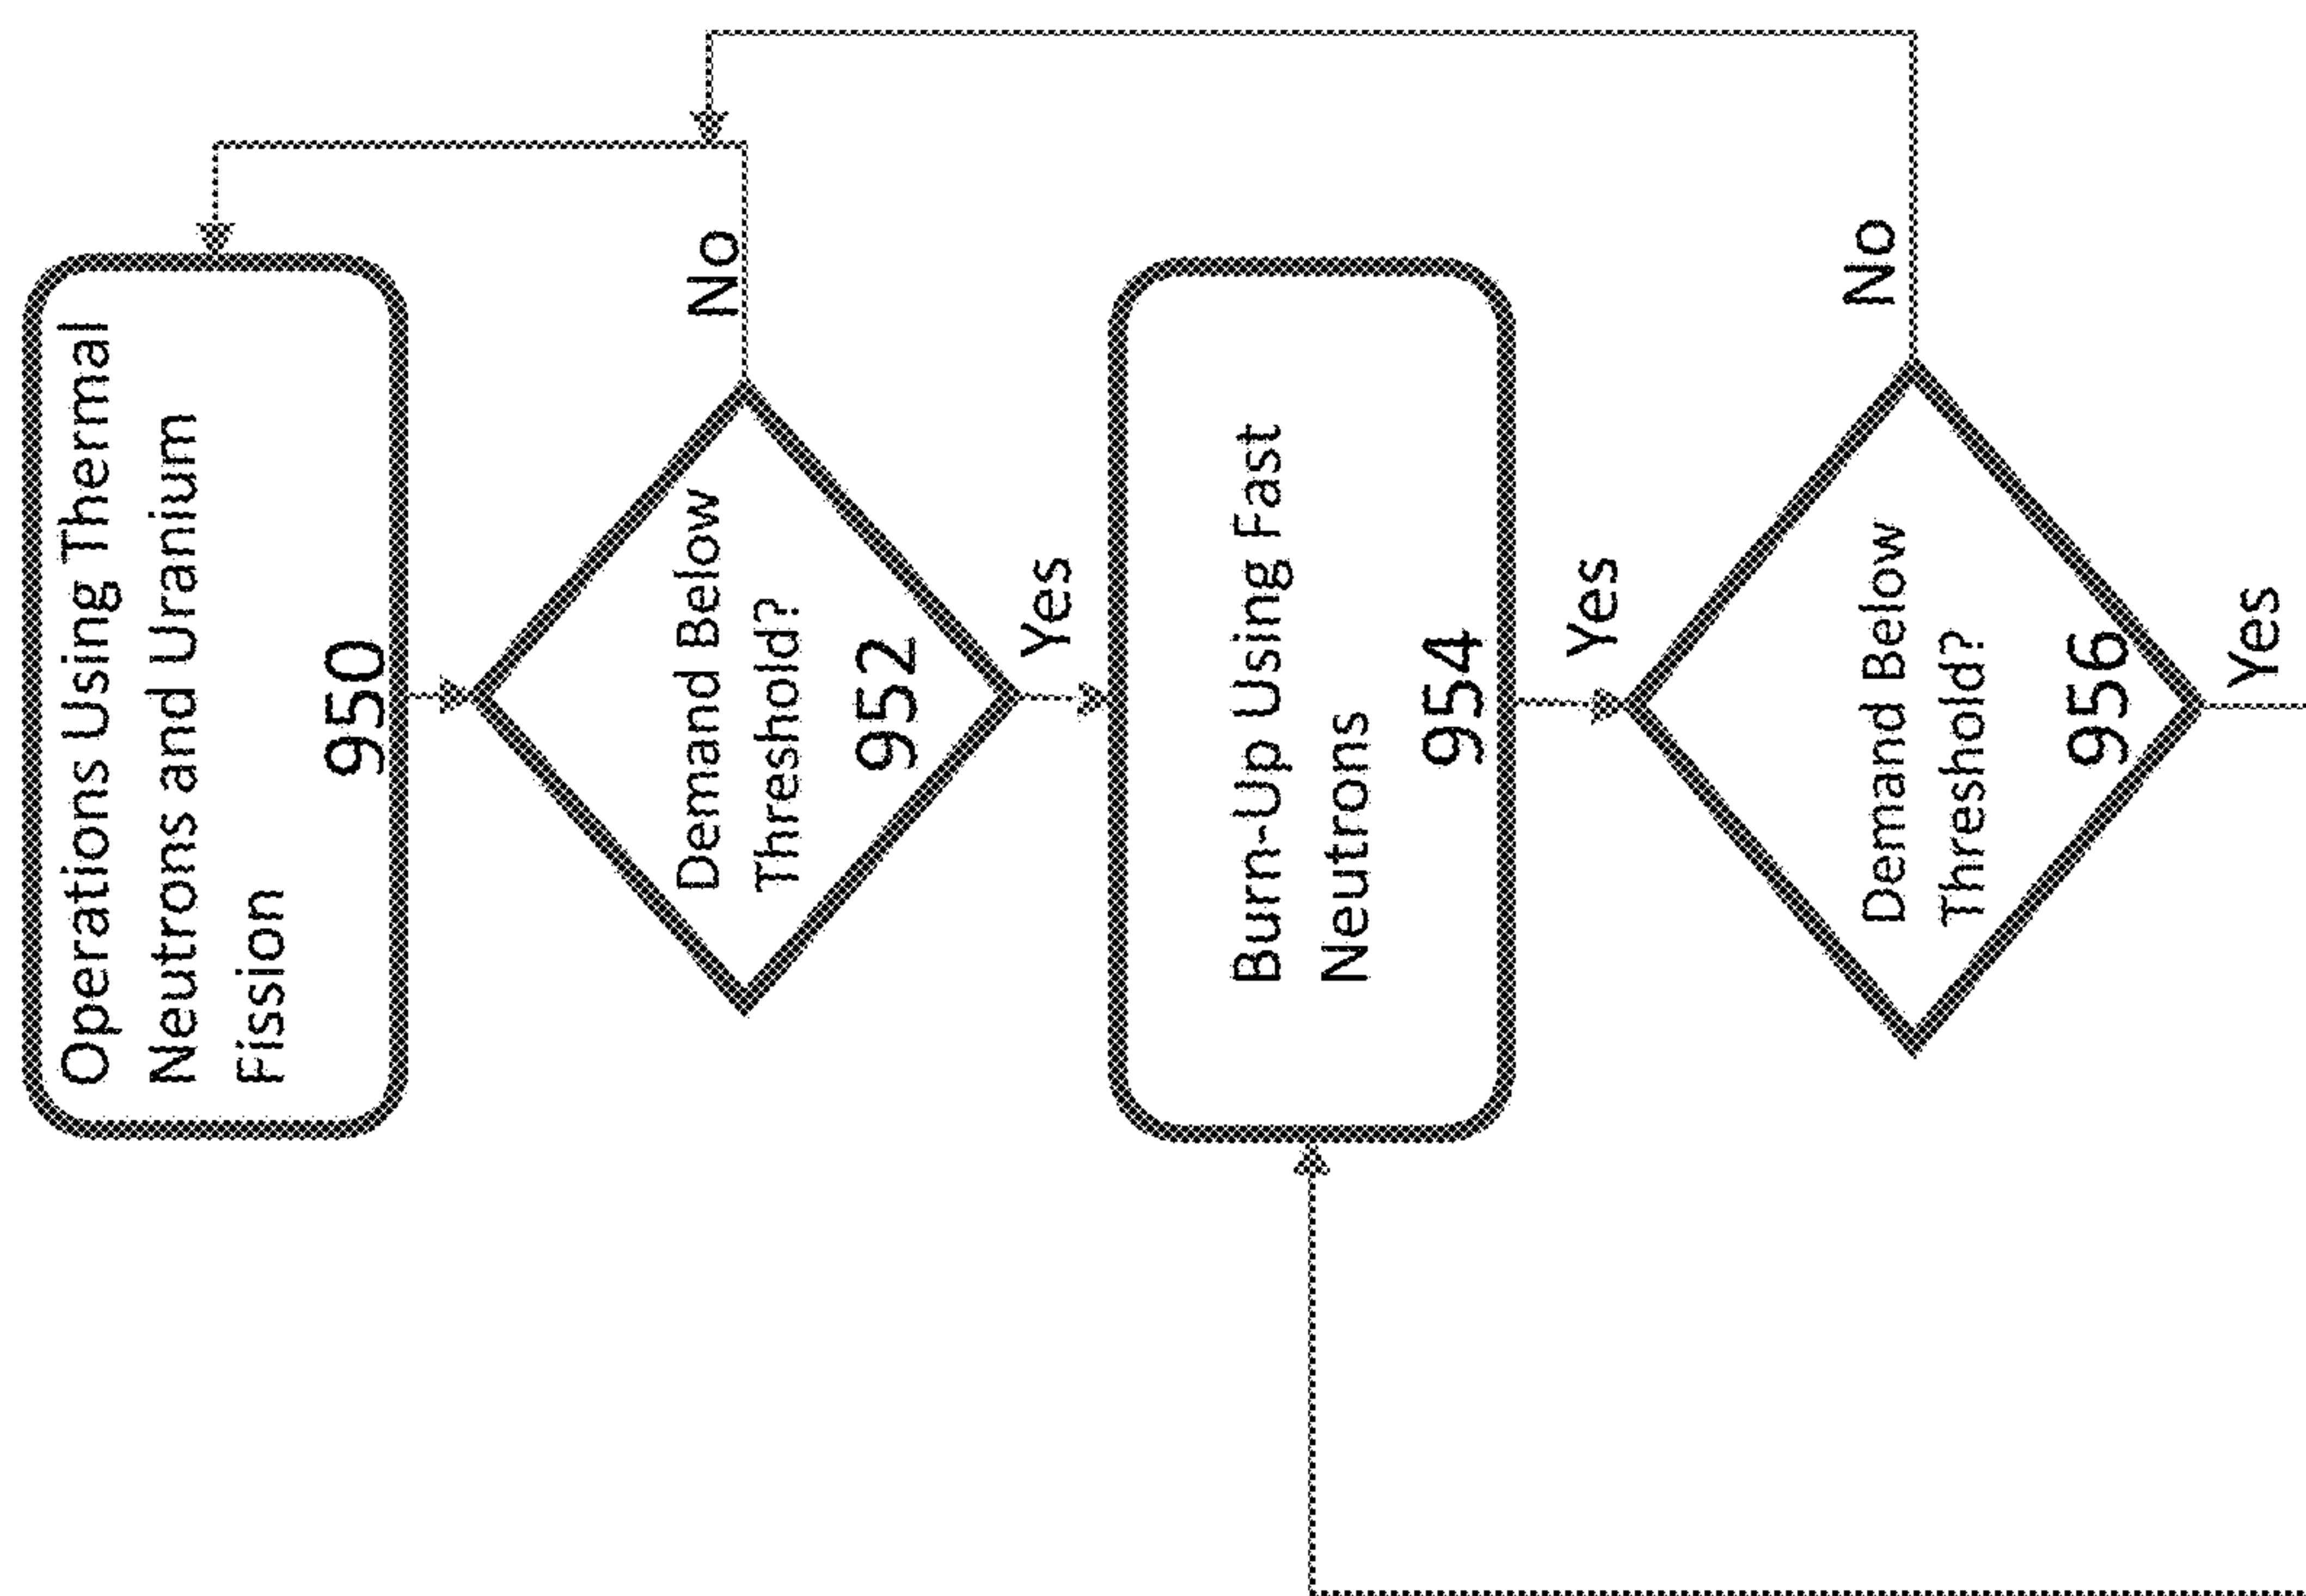 Operations Using Thermal
Neutrons and Uranium
Fission
950
Demand Below
Threshold?
952
No
Yes
Burn-Up Using Fast
Neutrons
954
Yes
Demand Below
Threshold?
956
No
Yes